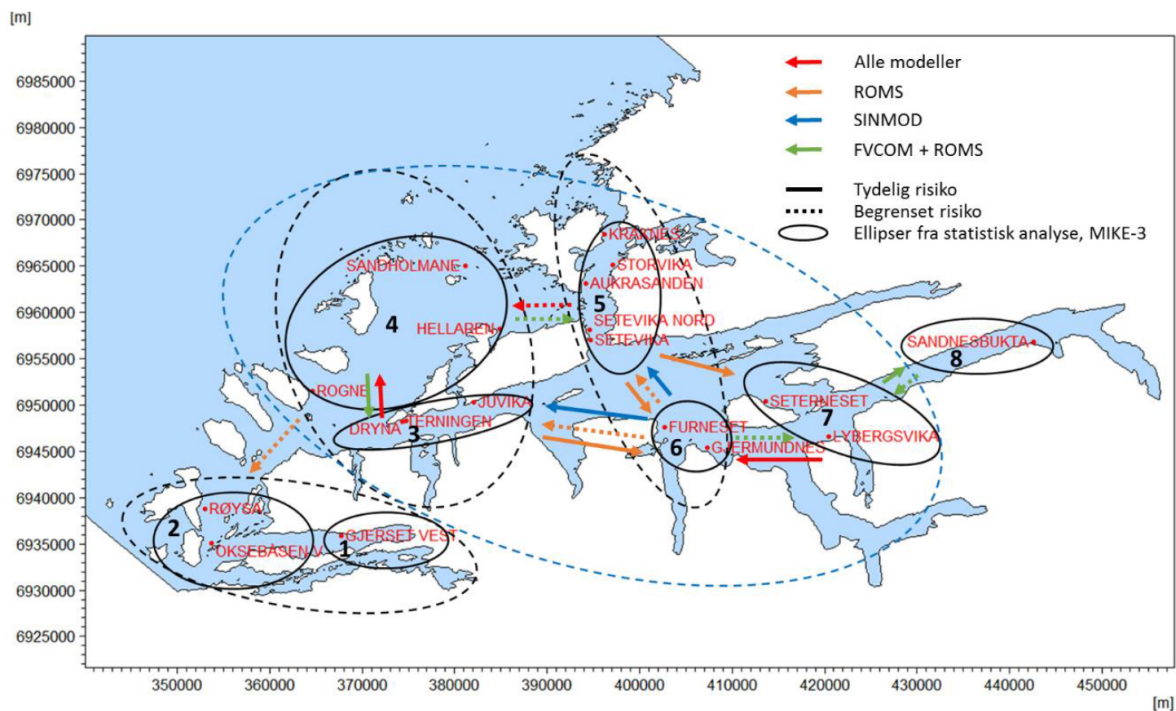 [m]
6985000
6980000
6975000
6970000
6965000
6960000
6955000
6950000
6945000
6940000
6935000
6930000
6925000
Alle modeller
ROMS
SINMOD
FVCOM + ROMS
Tydelig risiko
Begrenset risiko
Ellipser fra statistisk analyse, MIKE-3
KRAKNES
STORVIKA
SANDHOLMANE
AUKRASANDEN
5
4
SETEVIKA NORD
HELLAREN
SETEVIKA
SANDNESBUKTA
8
ROGNE
JUVIKA
SETERNESET
7
TERNINGEN
DRYNA
3
FURNESET
6
LYBERGSVIKA
GJERMUNDNES
RØYSA
2
GJERSET VEST
1
OKSEBÅSEN V
350000
360000
370000
380000
390000
400000
410000
420000
430000
440000
450000
[m]